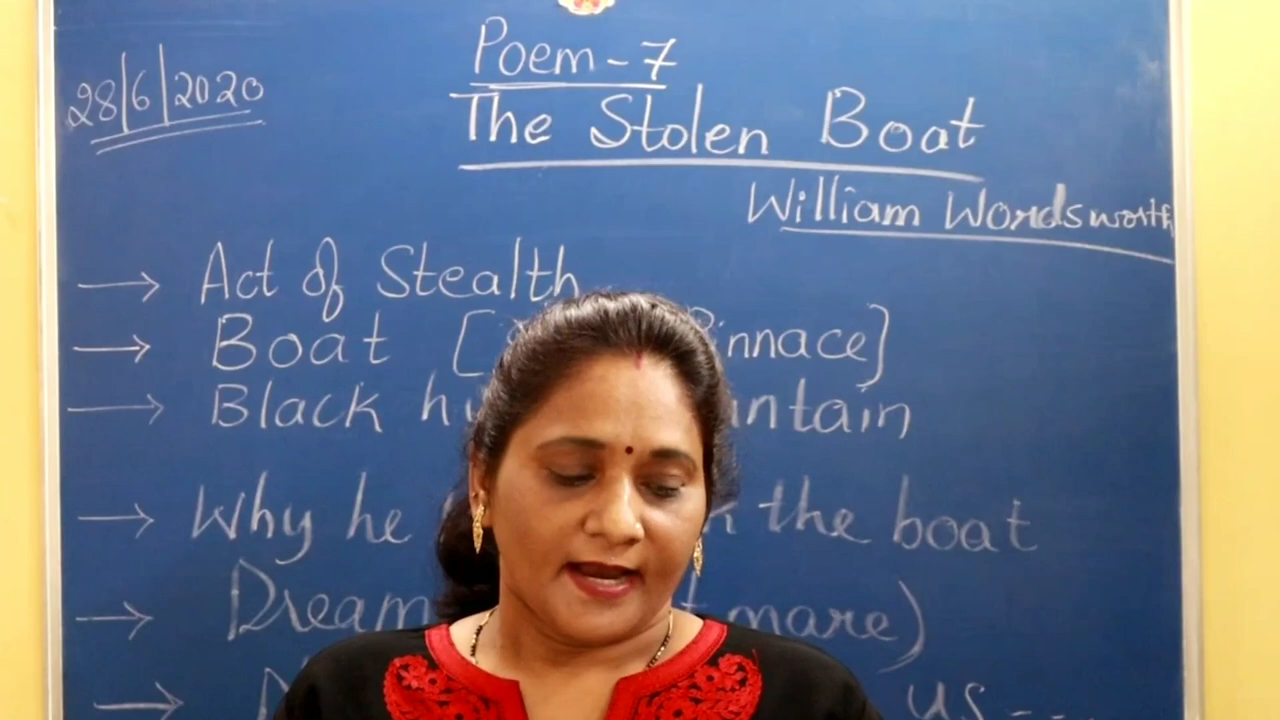 28/6/2020
Poem - 7
The Stolen Boat
William Wordsworth
→ Act of Stealth
→ Boat [ innace]
→ Black ntain
→ Why he the boat
→ Dream mare)
→ us--